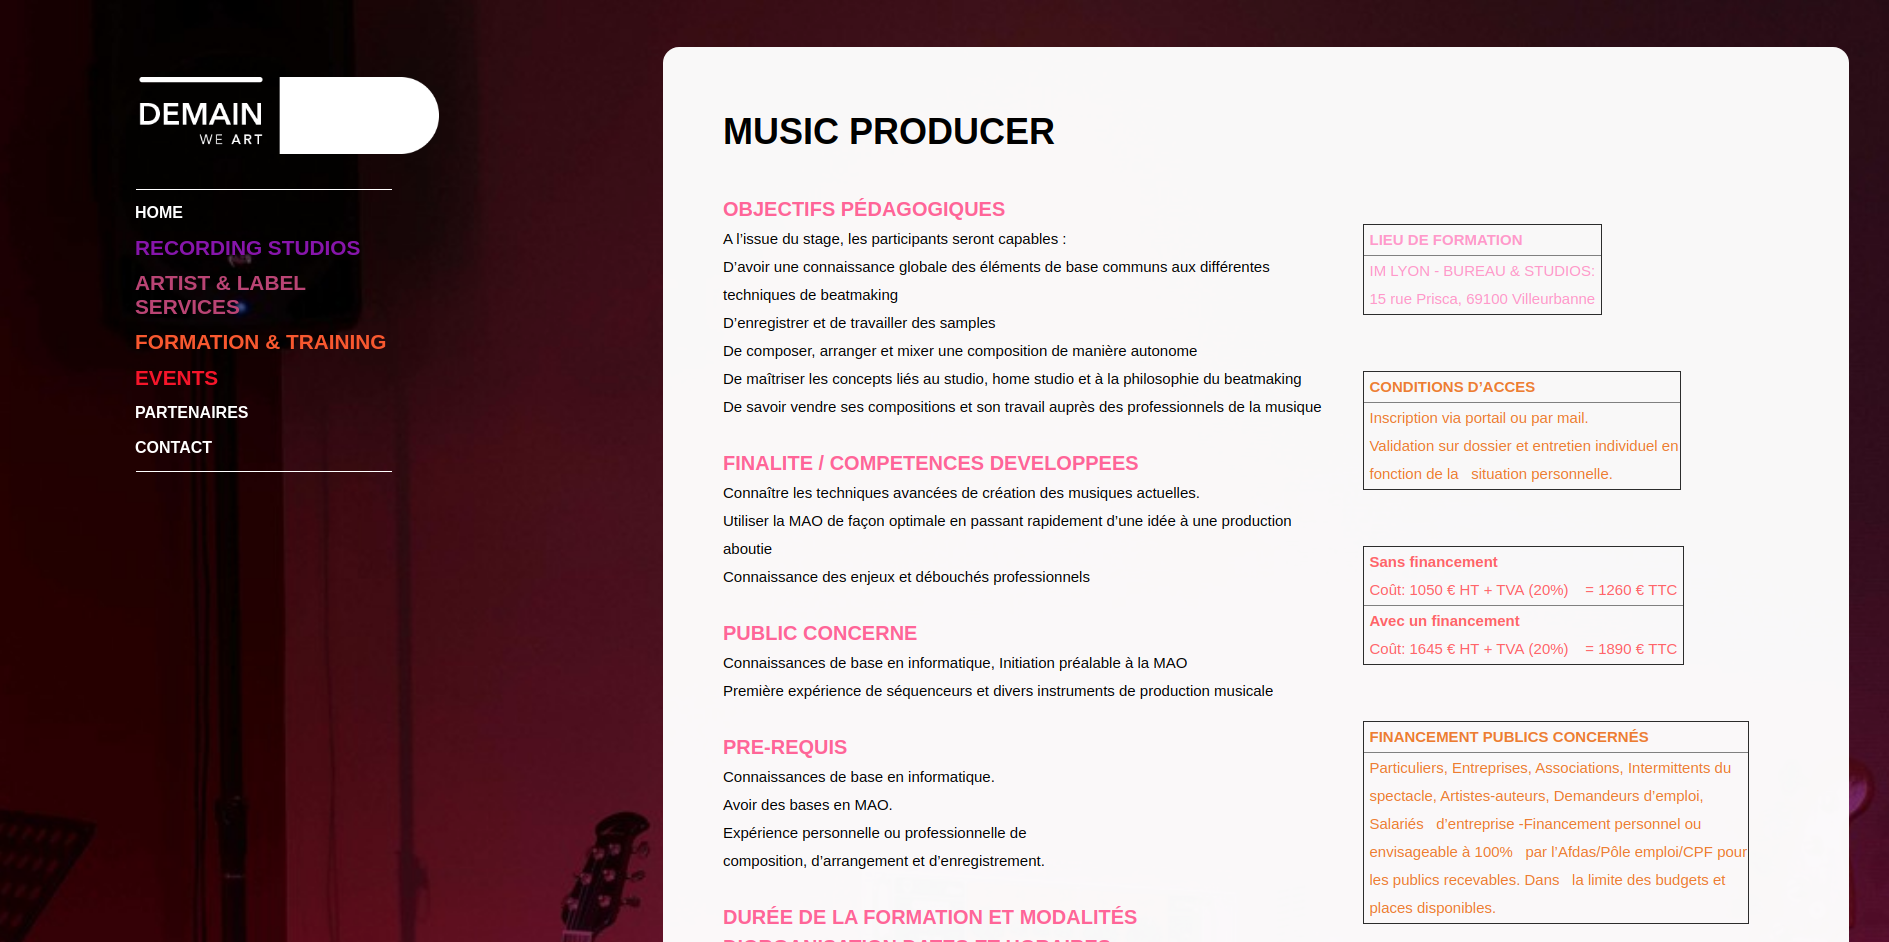 DEMAIN
WE ART
HOME
RECORDING STUDIOS
ARTIST & LABEL
SERVICES
FORMATION & TRAINING
EVENTS
PARTENAIRES
CONTACT
MUSIC PRODUCER
OBJECTIFS PÉDAGOGIQUES
A l’issue du stage, les participants seront capables :
D’avoir une connaissance globale des éléments de base communs aux différentes
techniques de beatmaking
D’enregistrer et de travailler des samples
De composer, arranger et mixer une composition de manière autonome
De maîtriser les concepts liés au studio, home studio et à la philosophie du beatmaking
De savoir vendre ses compositions et son travail auprès des professionnels de la musique
FINALITE / COMPETENCES DEVELOPPEES
Connaître les techniques avancées de création des musiques actuelles.
Utiliser la MAO de façon optimale en passant rapidement d’une idée à une production
aboutie
Connaissance des enjeux et débouchés professionnels
PUBLIC CONCERNE
Connaissances de base en informatique, Initiation préalable à la MAO
Première expérience de séquenceurs et divers instruments de production musicale
PRE-REQUIS
Connaissances de base en informatique.
Avoir des bases en MAO.
Expérience personnelle ou professionnelle de
composition, d’arrangement et d’enregistrement.
DURÉE DE LA FORMATION ET MODALITÉS
D’ORGANISATION DATES ET HORAIRES
LIEU DE FORMATION
IM LYON - BUREAU & STUDIOS:
15 rue Prisca, 69100 Villeurbanne
CONDITIONS D’ACCES
Inscription via portail ou par mail.
Validation sur dossier et entretien individuel en
fonction de la situation personnelle.
Sans financement
Coût: 1050 € HT + TVA (20%) = 1260 € TTC
Avec un financement
Coût: 1645 € HT + TVA (20%) = 1890 € TTC
FINANCEMENT PUBLICS CONCERNÉS
Particuliers, Entreprises, Associations, Intermittents du
spectacle, Artistes-auteurs, Demandeurs d’emploi,
Salariés d’entreprise -Financement personnel ou
envisageable à 100% par l’Afdas/Pôle emploi/CPF pour
les publics recevables. Dans la limite des budgets et
places disponibles.